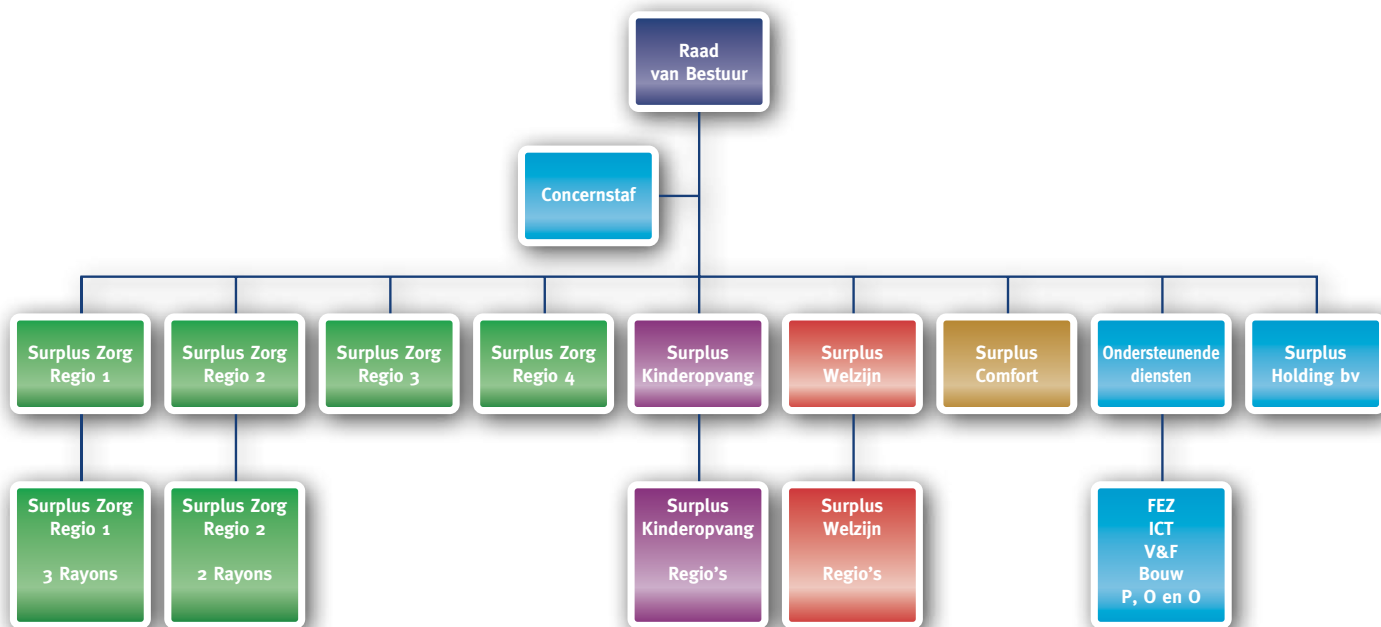 Raad
van Bestuur
Concernstaf
Surplus Zorg
Regio 1
Surplus Zorg
Regio 2
Surplus Zorg
Regio 3
Surplus Zorg
Regio 4
Surplus
Kinderopvang
Surplus
Welzijn
Surplus
Comfort
Ondersteunende
diensten
Surplus
Holding bv
Surplus Zorg
Regio 1
3 Rayons
Surplus Zorg
Regio 2
2 Rayons
Surplus
Kinderopvang
Regio's
Surplus
Welzijn
Regio's
FEZ
ICT
V&F
Bouw
P, O en O